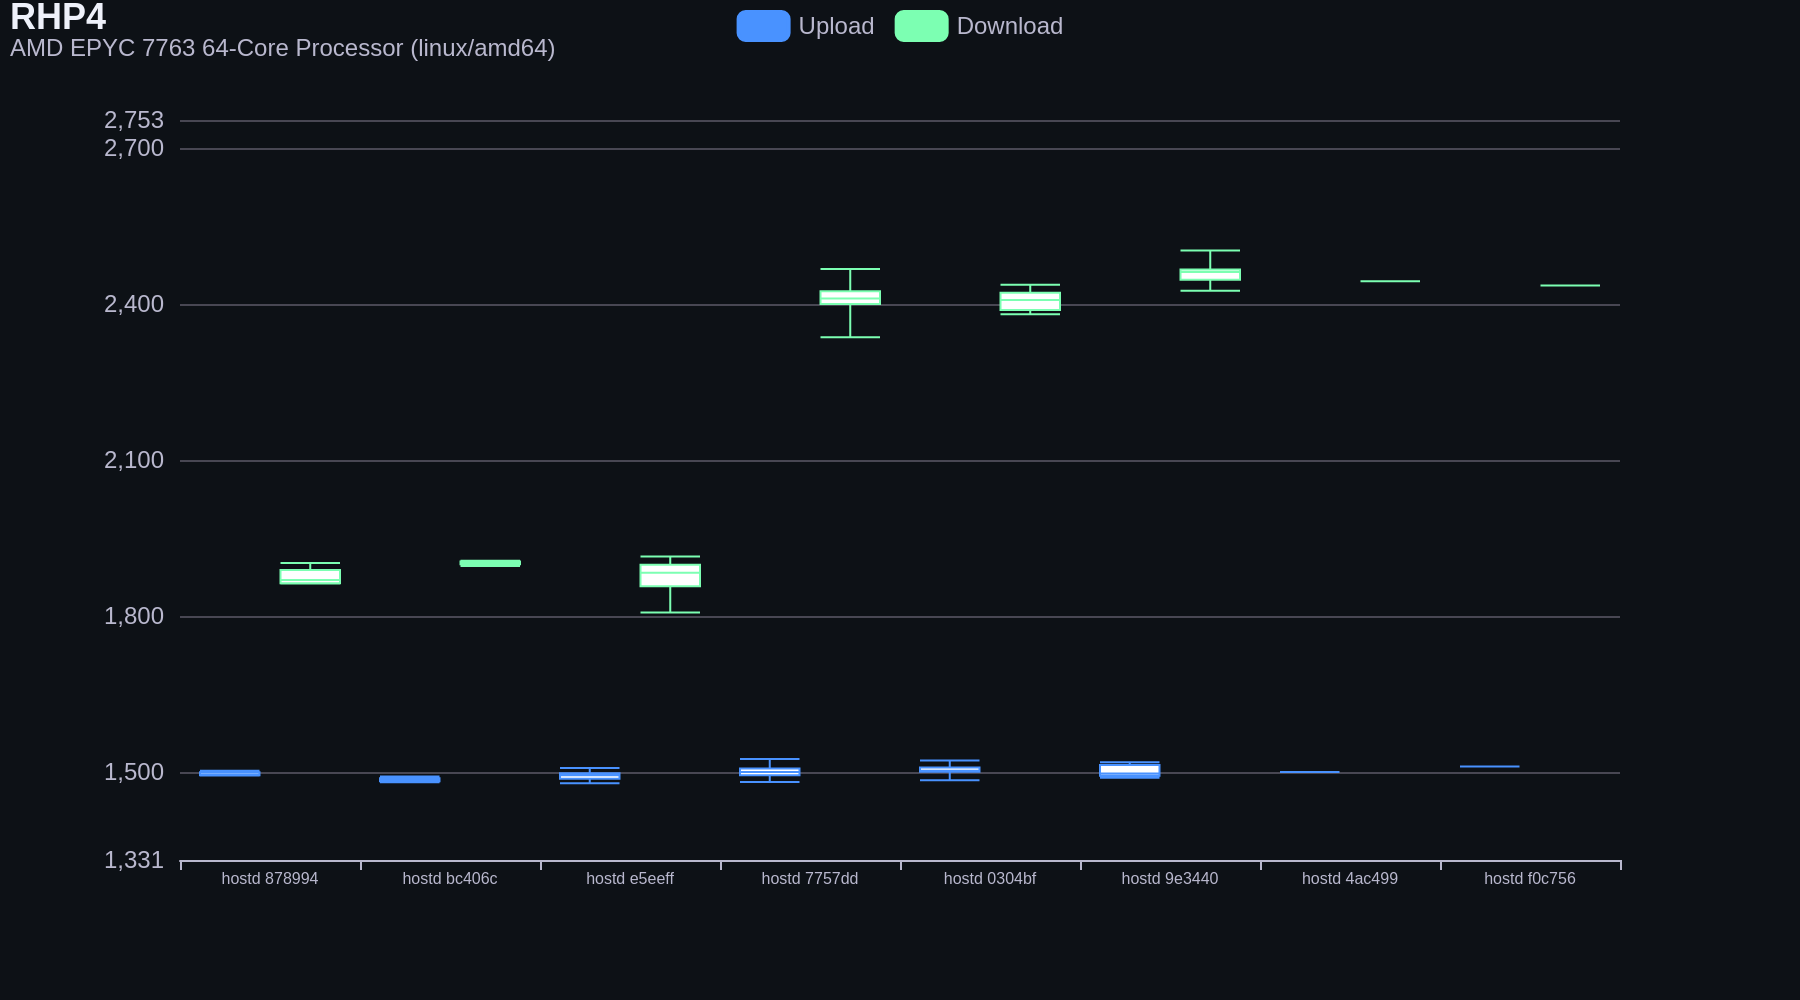 RHP4
AMD EPYC 7763 64-Core Processor (linux/amd64)
Upload Download
2,753
2,700
2,400
2,100
1,800
1,500
1,331
hostd 878994 hostd bc406c hostd e5eeff hostd 7757dd hostd 0304bf hostd 9e3440 hostd 4ac499 hostd f0c756